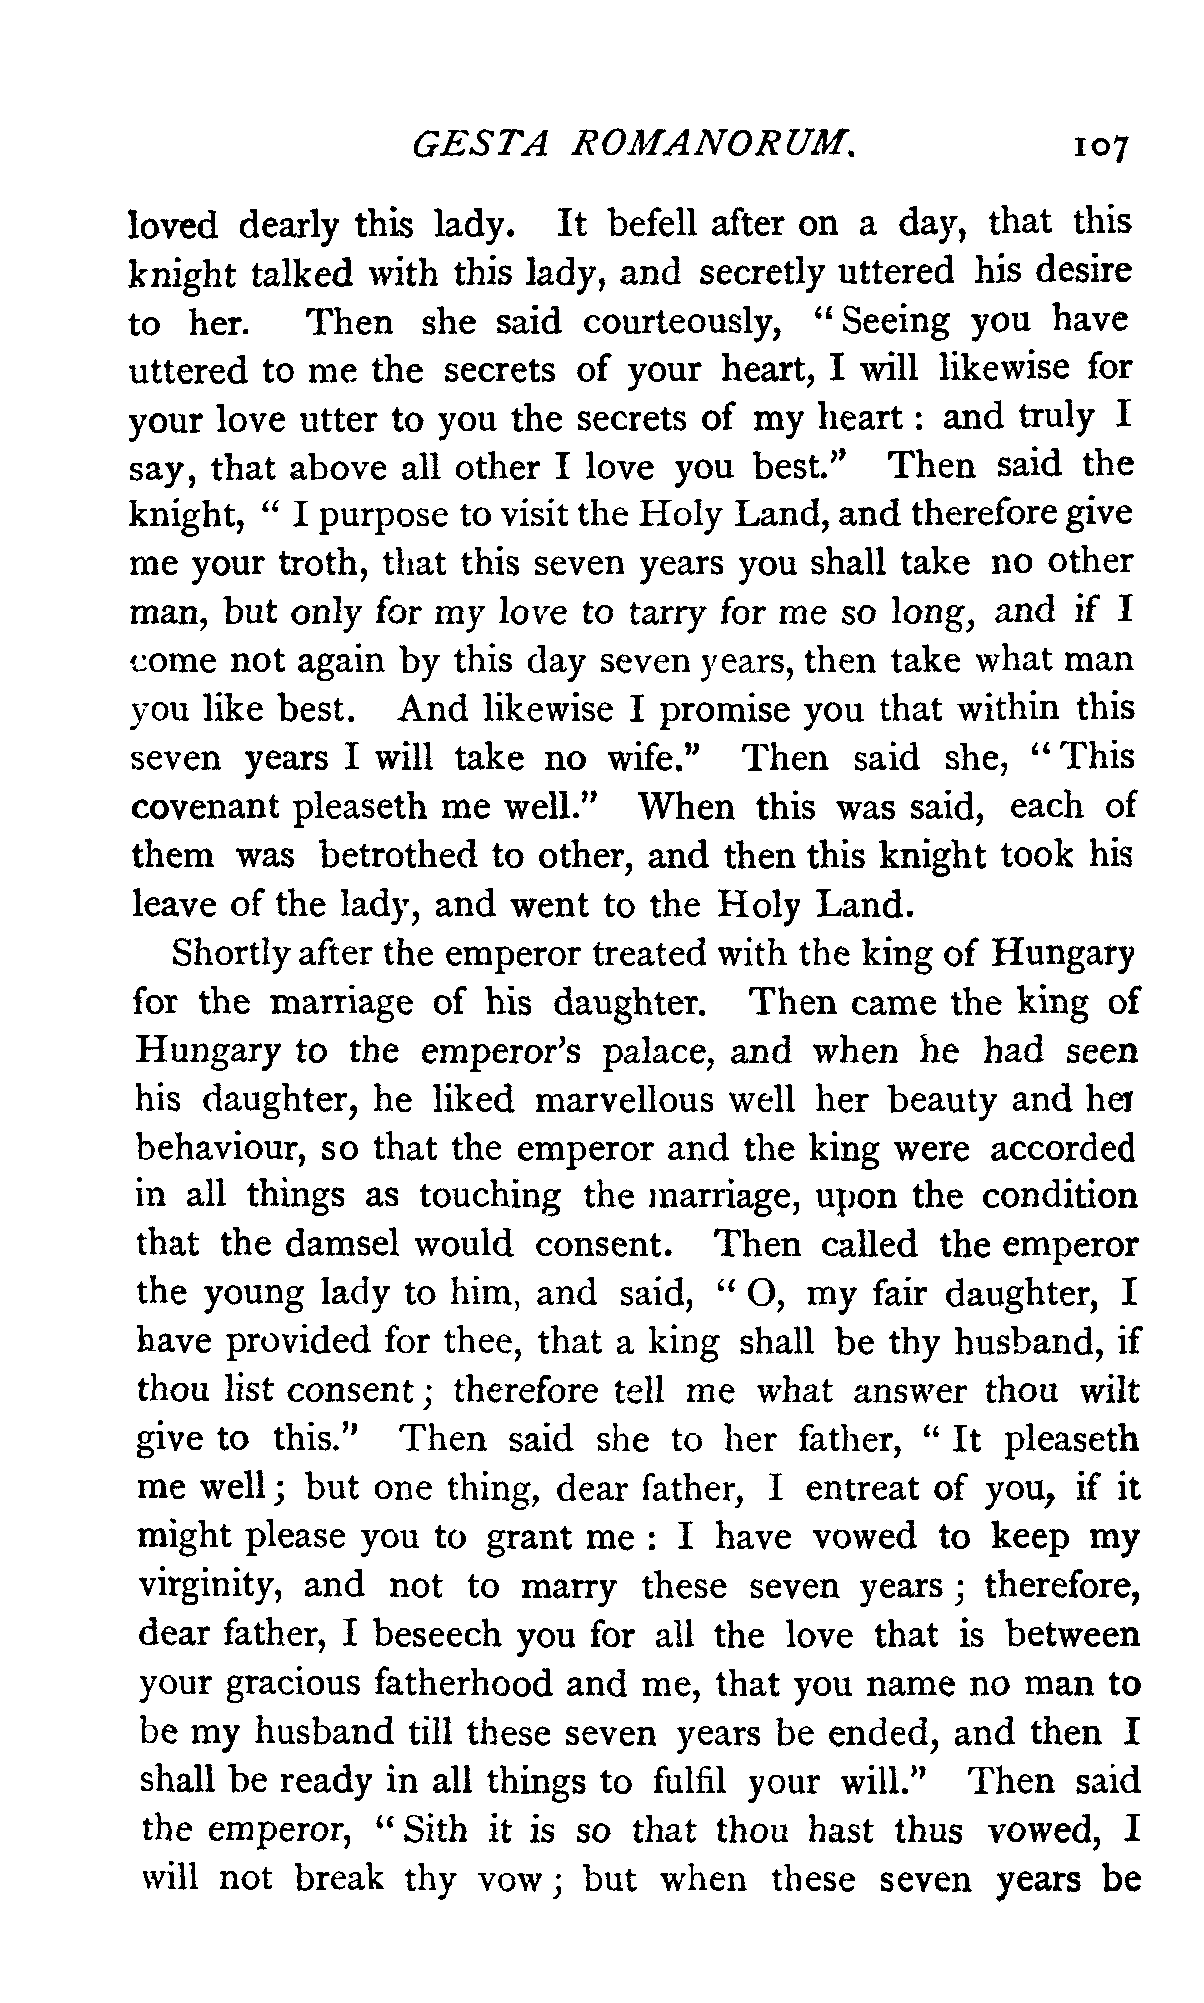 GESTA ROMANORUM. 107
loved dearly this lady. It befell after on a day, that this
knight talked with this lady, and secretly uttered his desire
to her. Then she said courteously, “Seeing you have
uttered to me the secrets of your heart, I will likewise for
your love utter to you the secrets of my heart : and truly I
say, that above all other I love you best.” Then said the
knight, “ I purpose to visit the Holy Land, and therefore give
me your troth, that this seven years you shall take no other
man, but only for my love to tarry for me so long, and if I
come not again by this day seven years, then take what man
you like best. And likewise I promise you that within this
seven years I will take no wife.” Then said she, “This
covenant pleaseth me well.” When this was said, each of
them was betrothed to other, and then this knight took his
leave of the lady, and went to the Holy Land.
Shortly after the emperor treated with the king of Hungary
for the marriage of his daughter. Then came the king of
Hungary to the emperor’s palace, and when he had seen
his daughter, he liked marvellous well her beauty and her
behaviour, so that the emperor and the king were accorded
in all things as touching the marriage, upon the condition
that the damsel would consent. Then called the emperor
the young lady to him, and said, “ O, my fair daughter, I
have provided for thee, that a king shall be thy husband, if
thou list consent ; therefore tell me what answer thou wilt
give to this.” Then said she to her father, “ It pleaseth
me well ; but one thing, dear father, I entreat of you, if it
might please you to grant me : I have vowed to keep my
virginity, and not to marry these seven years ; therefore,
dear father, I beseech you for all the love that is between
your gracious fatherhood and me, that you name no man to
be my husband till these seven years be ended, and then I
shall be ready in all things to fulfil your will.” Then said
the emperor, “Sith it is so that thou hast thus vowed, I
will not break thy vow ; but when these seven years be